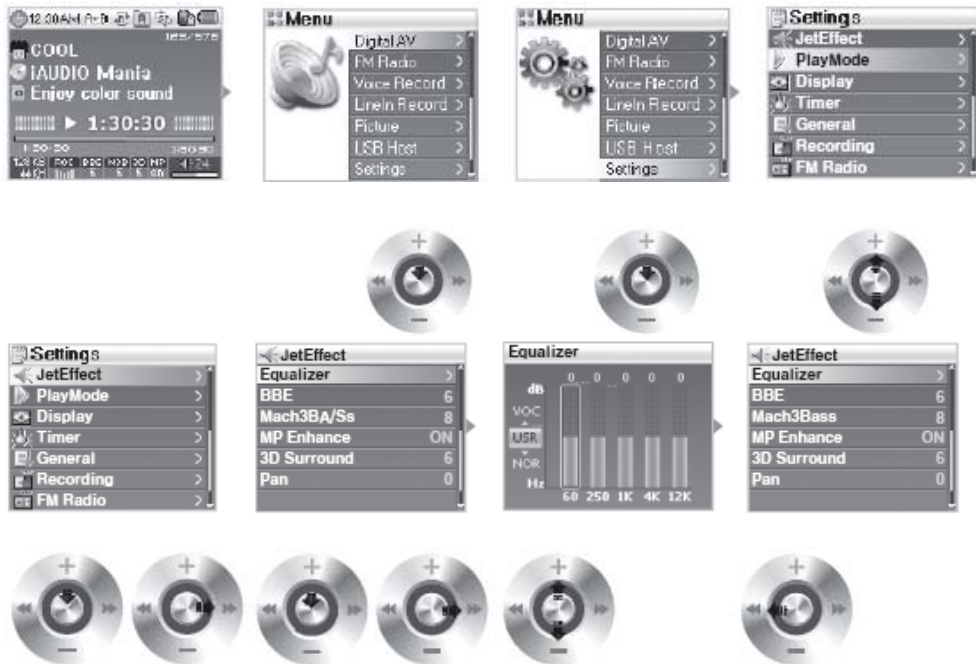 12:30AM A↔B
165/578
COOL
iAUDIO Mania
Enjoy color sound
1:30:30
Menu
Digital AV >
FM Radio >
Voice Record >
LineIn Record >
Picture >
USB Host >
Settings >
Menu
Digital AV >
FM Radio >
Voice Record >
LineIn Record >
Picture >
USB Host >
Settings >
Settings
JetEffect >
PlayMode >
Display >
Timer >
General >
Recording >
FM Radio >
Settings
JetEffect >
PlayMode >
Display >
Timer >
General >
Recording >
FM Radio >
JetEffect
Equalizer >
BBE 6
Mach3BA/Ss 8
MP Enhance ON
3D Surround 6
Pan 0
Equalizer
0 0 0 0 0
dB
VOC
USR
NOR
Hz
60 250 1K 4K 12K
JetEffect
Equalizer >
BBE 6
Mach3Bass 8
MP Enhance ON
3D Surround 6
Pan 0